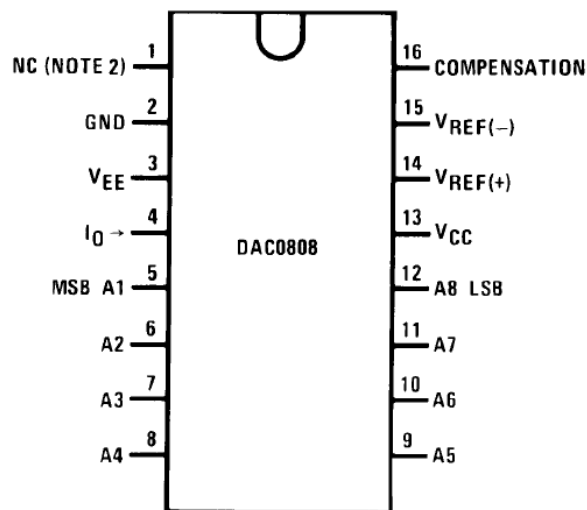 1 16
NC (NOTE 2) COMPENSATION
2 15
GND VREF(−)
3 14
VEE VREF(+)
4 13
IO → VCC
DAC0808
5 12
MSB A1 A8 LSB
6 11
A2 A7
7 10
A3 A6
8 9
A4 A5